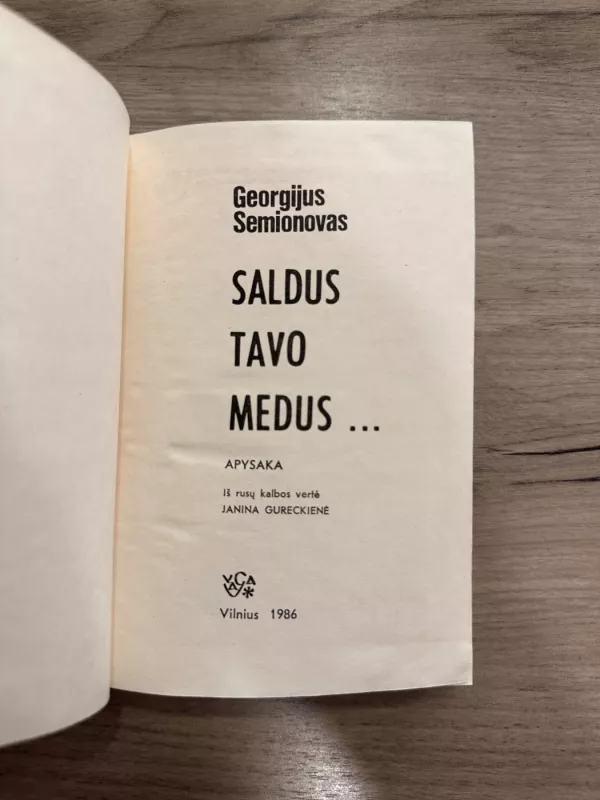 Georgijus
Semionovas
SALDUS
TAVO
MEDUS ...
APYSAKA
Iš rusų kalbos vertė
JANINA GURECKIENĖ
Vilnius 1986